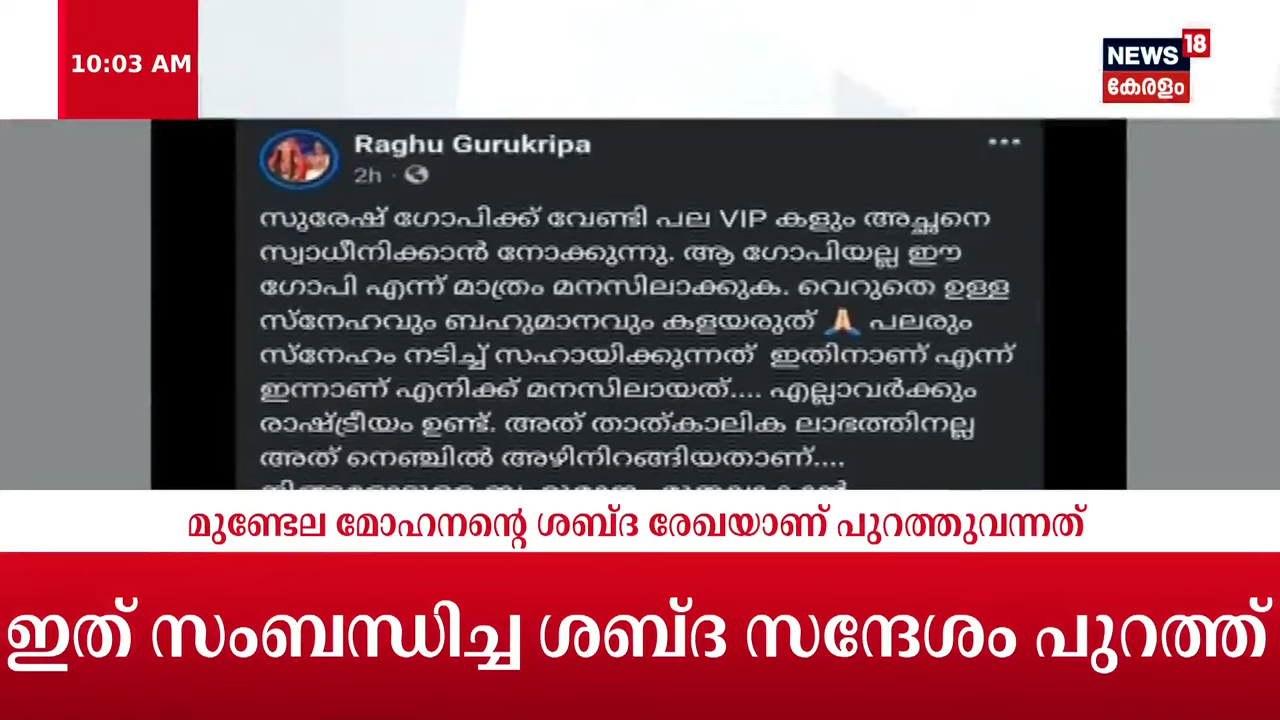 10:03 AM
NEWS 18
കേരളം
Raghu Gurukripa
2h ·
സുരേഷ് ഗോപിക്ക് വേണ്ടി പല VIP കളും അച്ഛനെ
സ്വാധീനിക്കാൻ നോക്കുന്നു. ആ ഗോപിയല്ല ഈ
ഗോപി എന്ന് മാത്രം മനസിലാക്കുക. വെറുതെ ഉള്ള
സ്നേഹവും ബഹുമാനവും കളയരുത് 🙏🏻 പലരും
സ്നേഹം നടിച്ച് സഹായിക്കുന്നത് ഇതിനാണ് എന്ന്
ഇന്നാണ് എനിക്ക് മനസിലായത്.... എല്ലാവർക്കും
രാഷ്ട്രീയം ഉണ്ട്. അത് താത്കാലിക ലാഭത്തിനല്ല
അത് നെഞ്ചിൽ അഴിനിറങ്ങിയതാണ്....
മുണ്ടേല മോഹനന്റെ ശബ്ദ രേഖയാണ് പുറത്തുവന്നത്
ഇത് സംബന്ധിച്ച ശബ്ദ സന്ദേശം പുറത്ത്